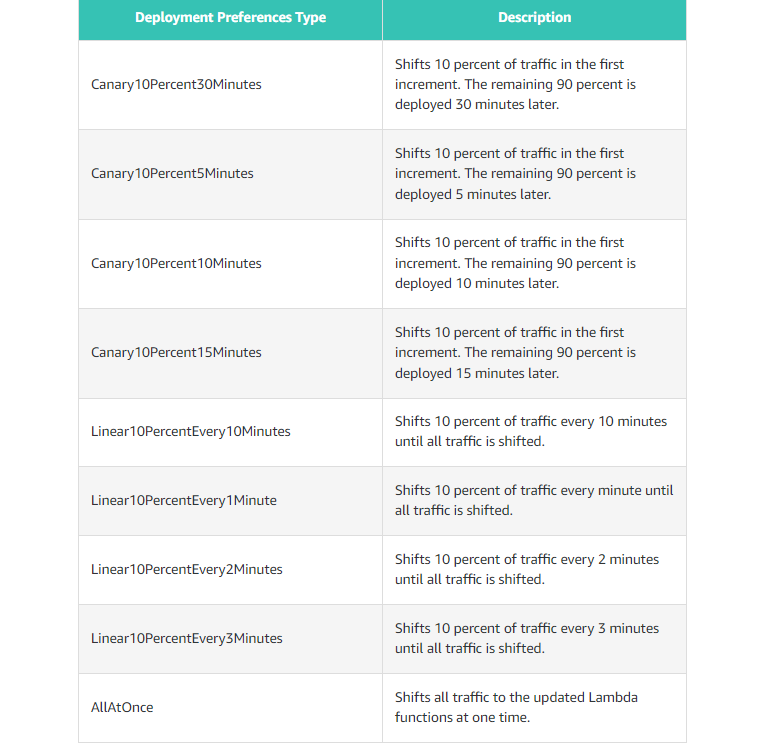 Deployment Preferences Type
Description
Canary10Percent30Minutes
Shifts 10 percent of traffic in the first
increment. The remaining 90 percent is
deployed 30 minutes later.
Canary10Percent5Minutes
Shifts 10 percent of traffic in the first
increment. The remaining 90 percent is
deployed 5 minutes later.
Canary10Percent10Minutes
Shifts 10 percent of traffic in the first
increment. The remaining 90 percent is
deployed 10 minutes later.
Canary10Percent15Minutes
Shifts 10 percent of traffic in the first
increment. The remaining 90 percent is
deployed 15 minutes later.
Linear10PercentEvery10Minutes
Shifts 10 percent of traffic every 10 minutes
until all traffic is shifted.
Linear10PercentEvery1Minute
Shifts 10 percent of traffic every minute until
all traffic is shifted.
Linear10PercentEvery2Minutes
Shifts 10 percent of traffic every 2 minutes
until all traffic is shifted.
Linear10PercentEvery3Minutes
Shifts 10 percent of traffic every 3 minutes
until all traffic is shifted.
AllAtOnce
Shifts all traffic to the updated Lambda
functions at one time.